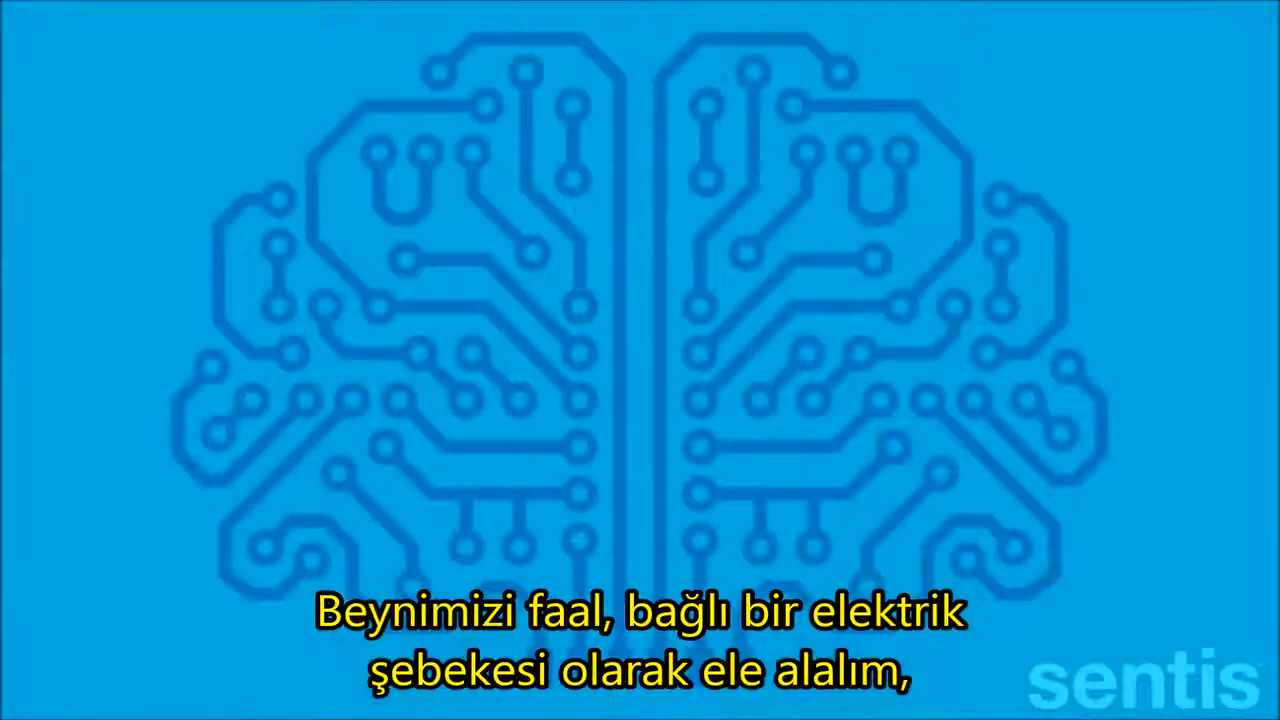 Beynimizi faal, bağlı bir elektrik
şebekesi olarak ele alalım,
sentis